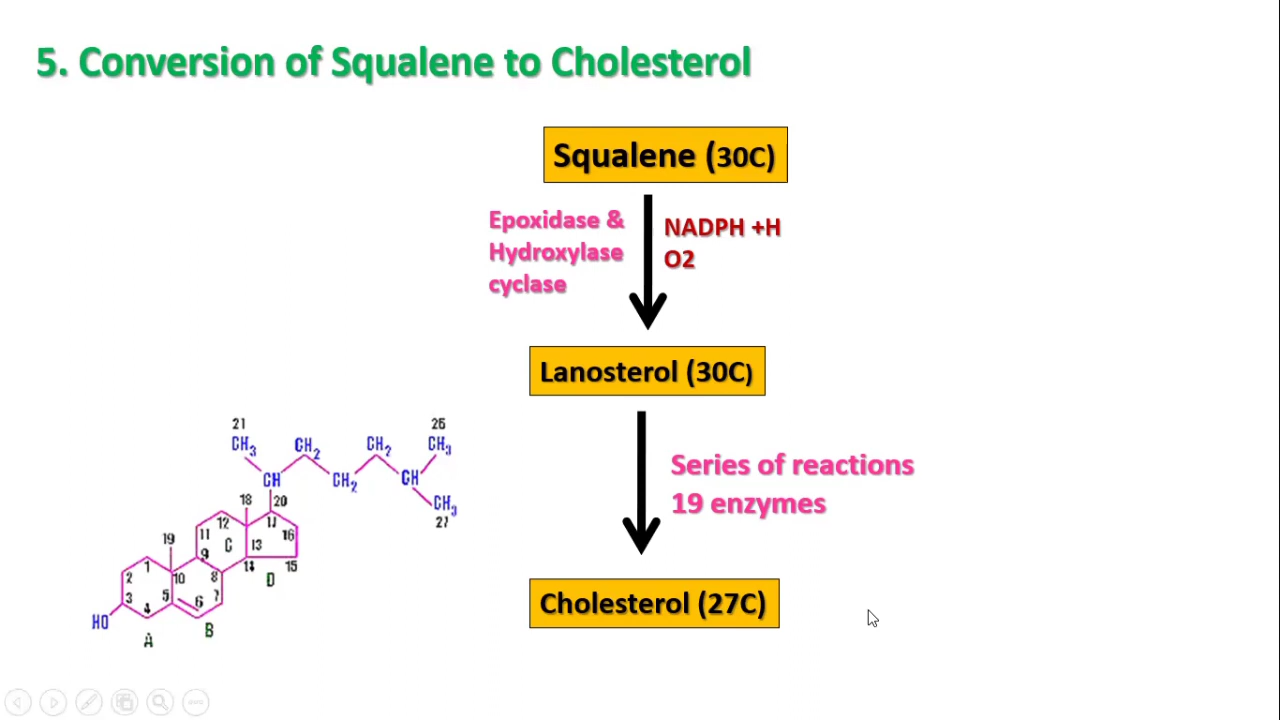 5. Conversion of Squalene to Cholesterol
Squalene (30C)
Epoxidase &
Hydroxylase
cyclase
NADPH +H
O2
Lanosterol (30C)
Series of reactions
19 enzymes
Cholesterol (27C)
21
26
CH3
CH2
CH2
CH3
CH
CH2
CH
CH3
27
18
20
12
17
11
16
19
C
13
9
14
15
1
2
10
8
D
3
5
6
7
4
HO
B
A